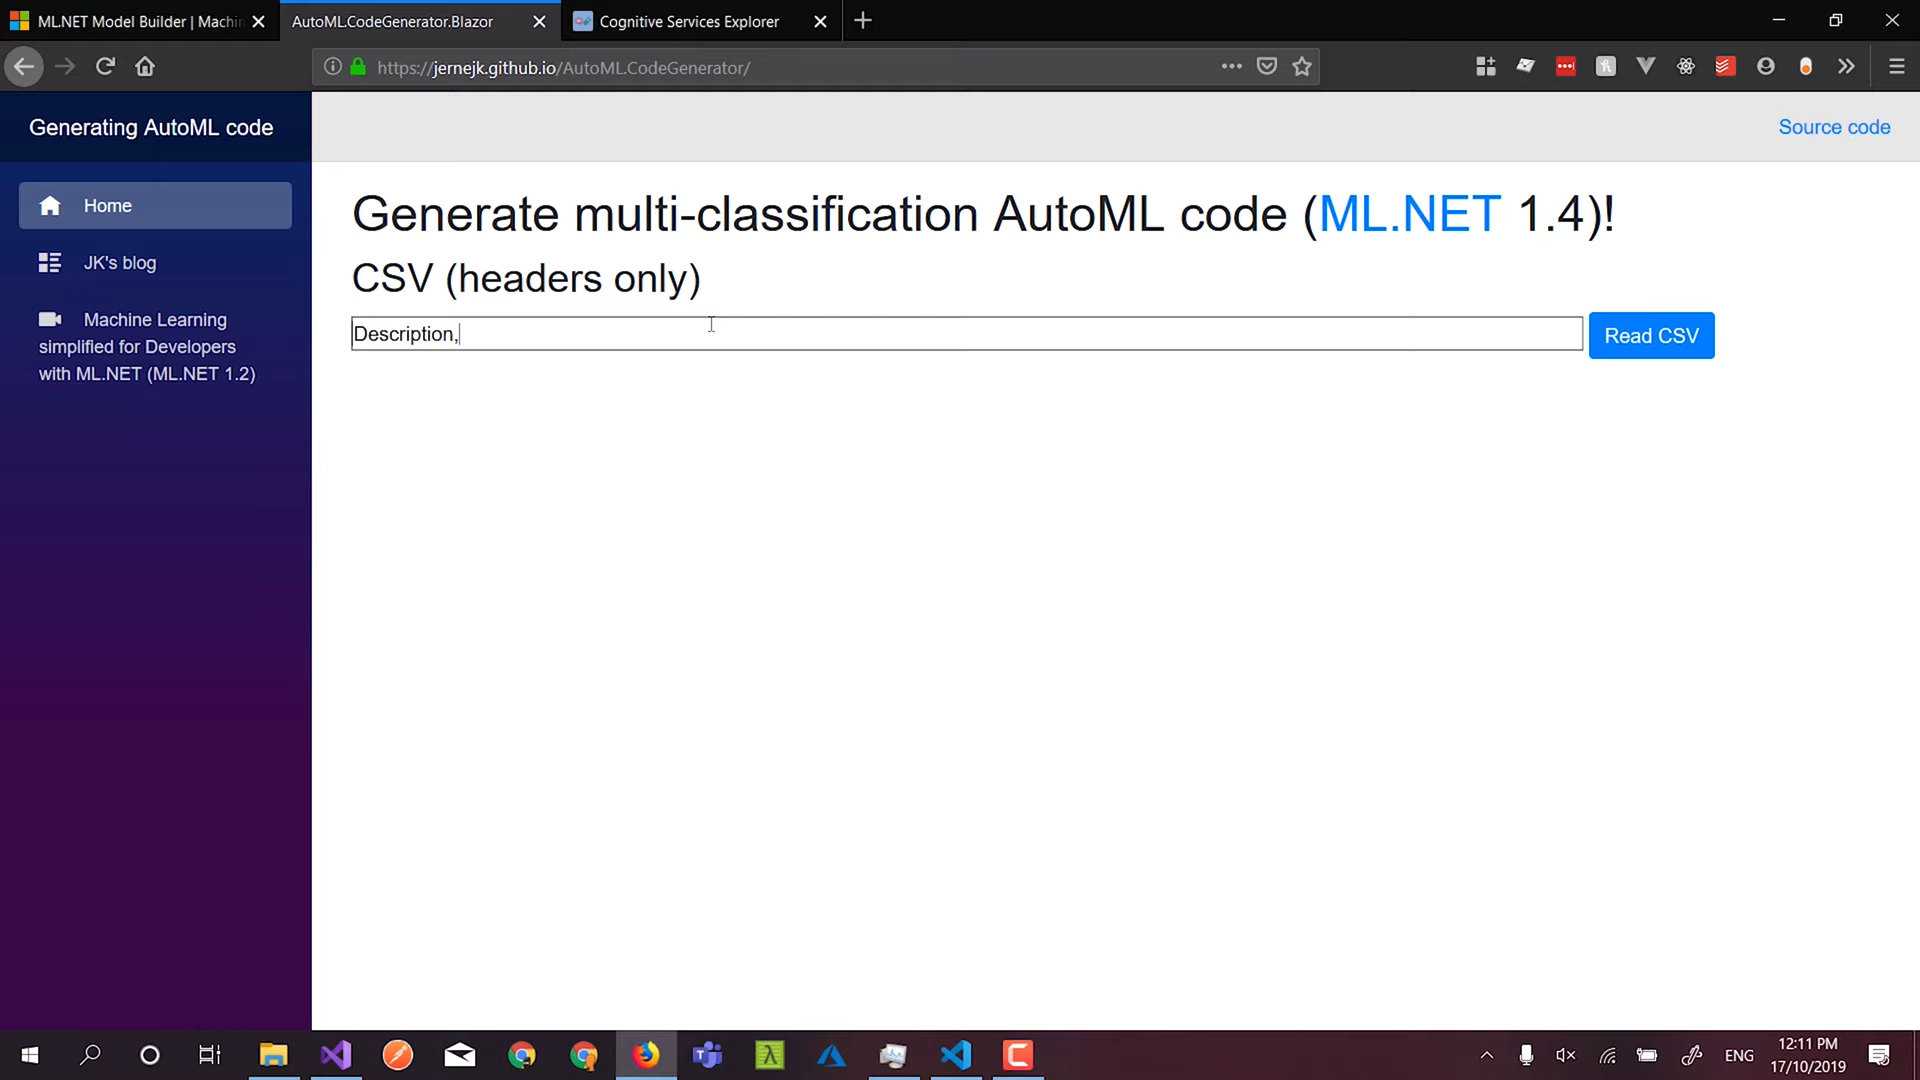 ML.NET Model Builder | Machin
AutoML.CodeGenerator.Blazor
Cognitive Services Explorer
https://jernejk.github.io/AutoML.CodeGenerator/
Generating AutoML code
Source code
Home
JK's blog
Machine Learning
simplified for Developers
with ML.NET (ML.NET 1.2)
Generate multi-classification AutoML code (ML.NET 1.4)!
CSV (headers only)
Description,
Read CSV
ENG
12:11 PM
17/10/2019